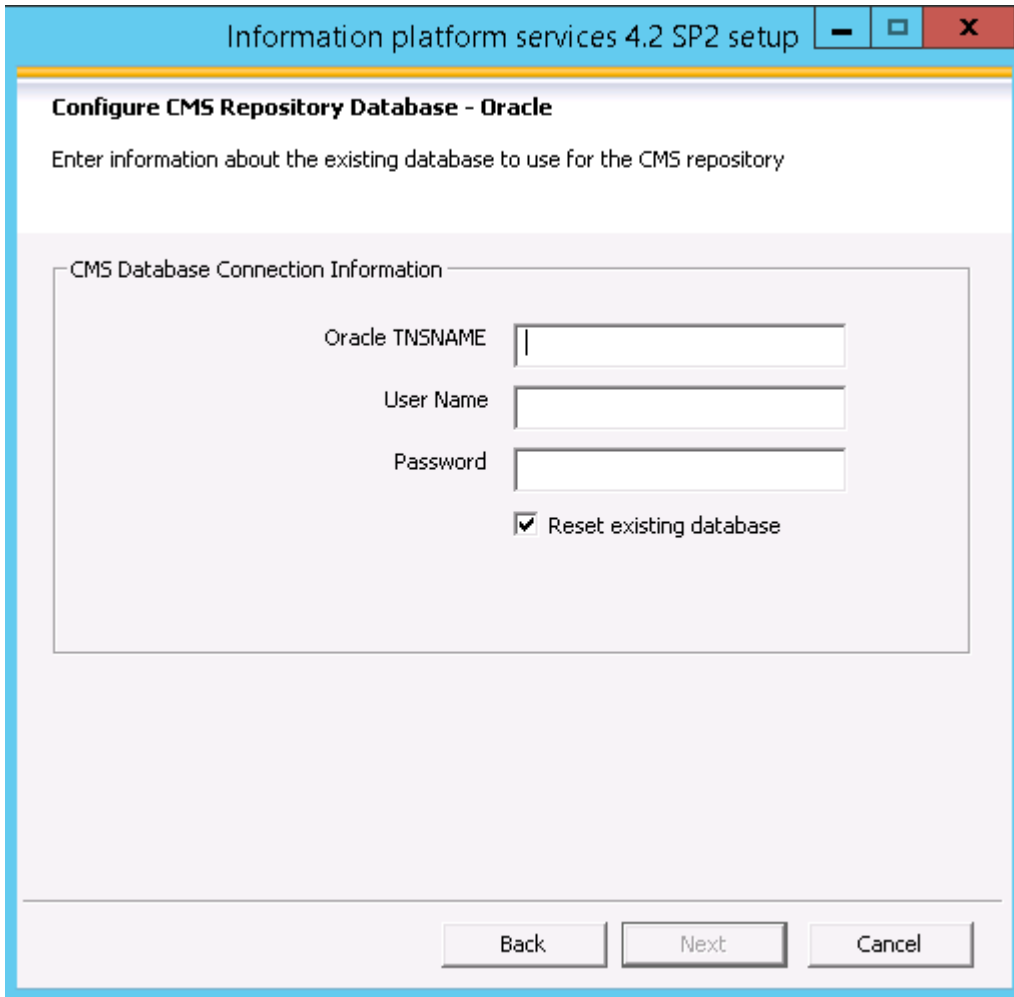 Information platform services 4.2 SP2 setup
Configure CMS Repository Database - Oracle
Enter information about the existing database to use for the CMS repository
CMS Database Connection Information
Oracle TNSNAME
User Name
Password
Reset existing database
Back Next Cancel